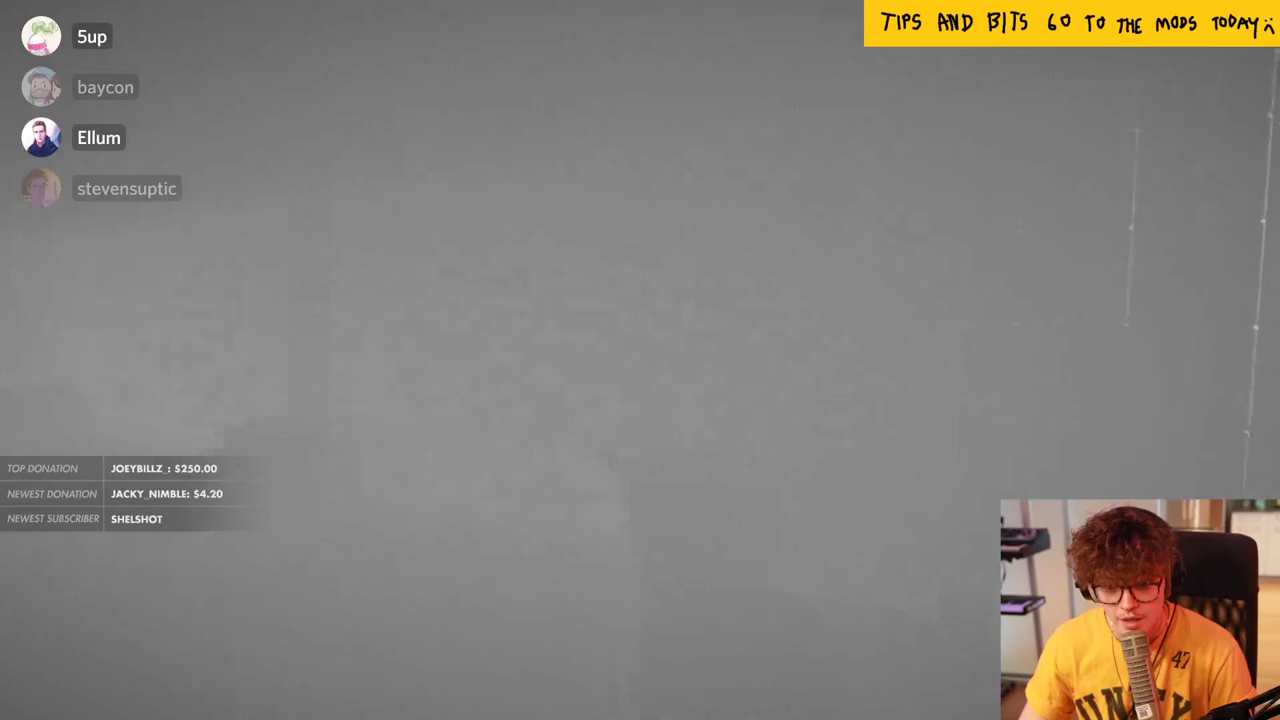 TIPS AND BITS GO TO THE MODS TODAY
5up
baycon
Ellum
stevensuptic
TOP DONATION JOEYBILLZ_: $250.00
NEWEST DONATION JACKY_NIMBLE: $4.20
NEWEST SUBSCRIBER SHELSHOT
47